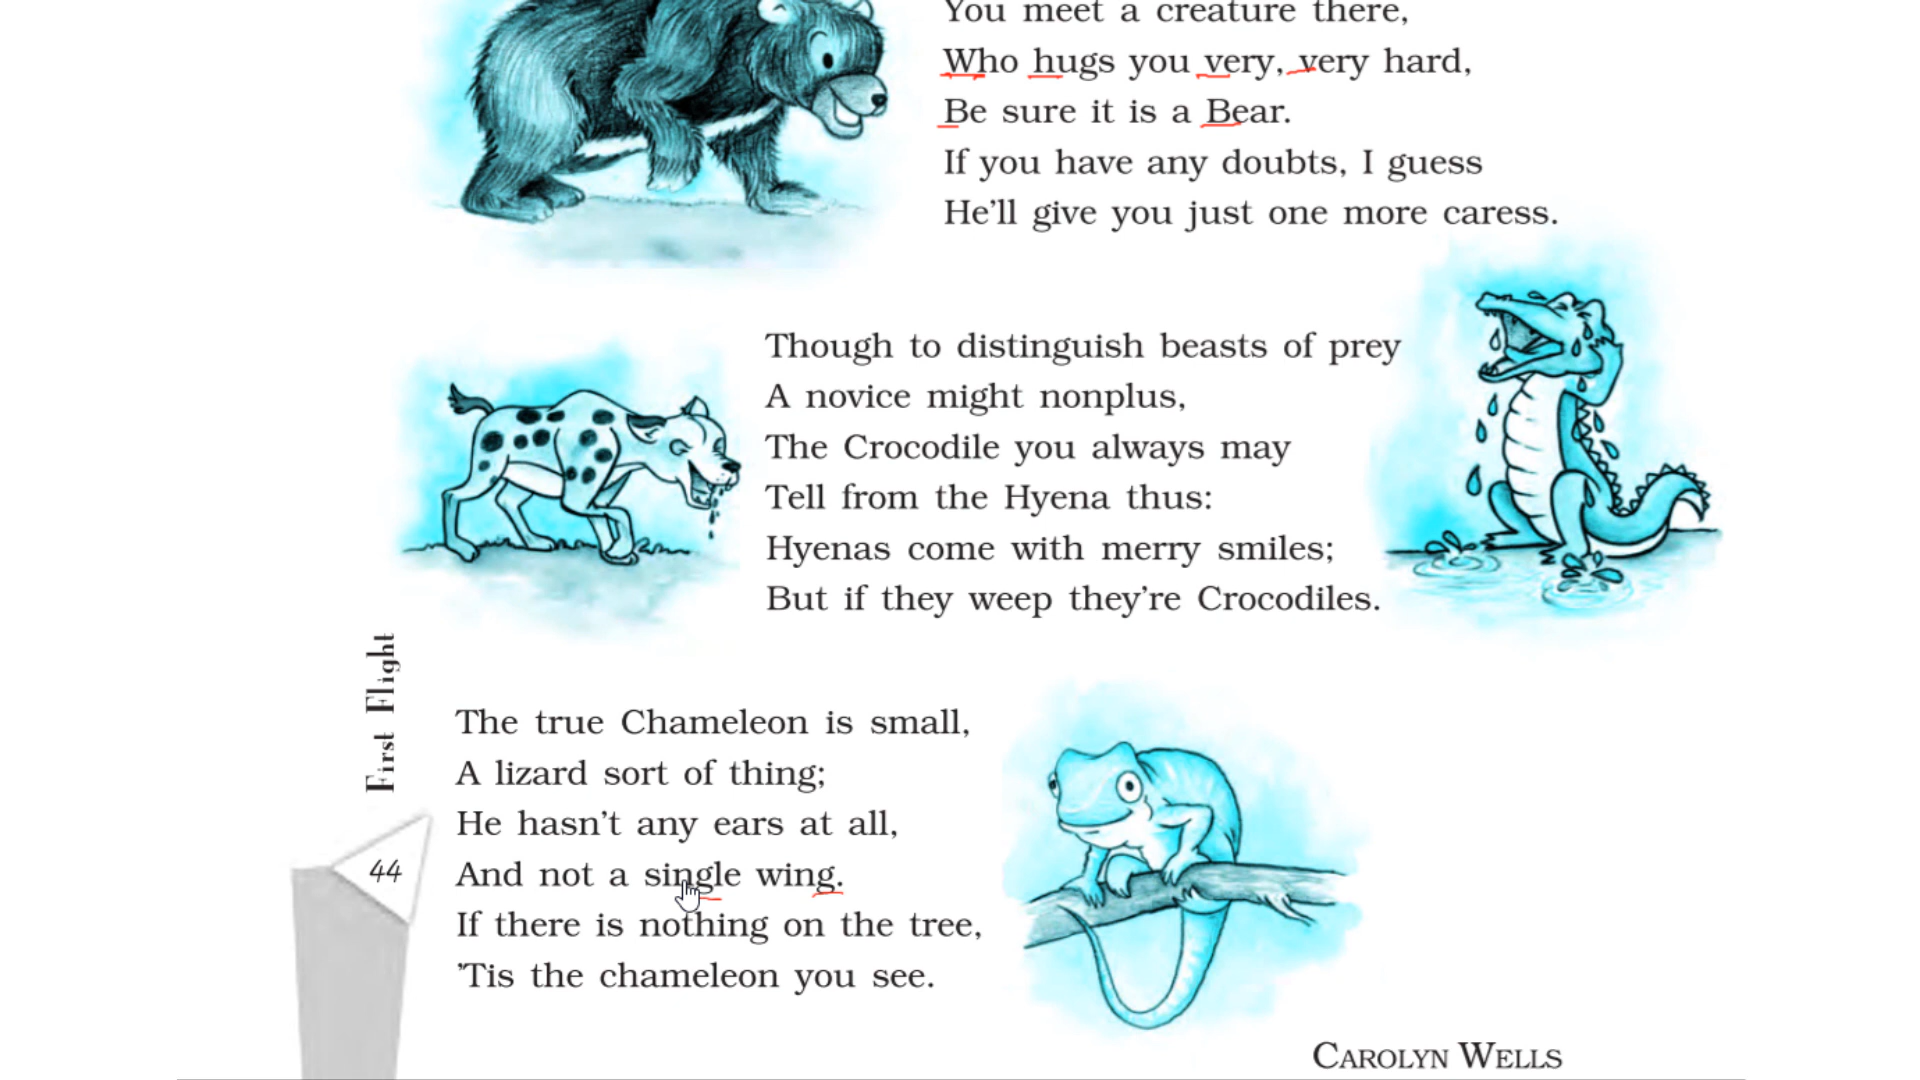 You meet a creature there,
Who hugs you very, very hard,
Be sure it is a Bear.
If you have any doubts, I guess
He'll give you just one more caress.
Though to distinguish beasts of prey
A novice might nonplus,
The Crocodile you always may
Tell from the Hyena thus:
Hyenas come with merry smiles;
But if they weep they're Crocodiles.
The true Chameleon is small,
A lizard sort of thing;
He hasn't any ears at all,
And not a single wing.
If there is nothing on the tree,
'Tis the chameleon you see.
CAROLYN WELLS
First Flight
44